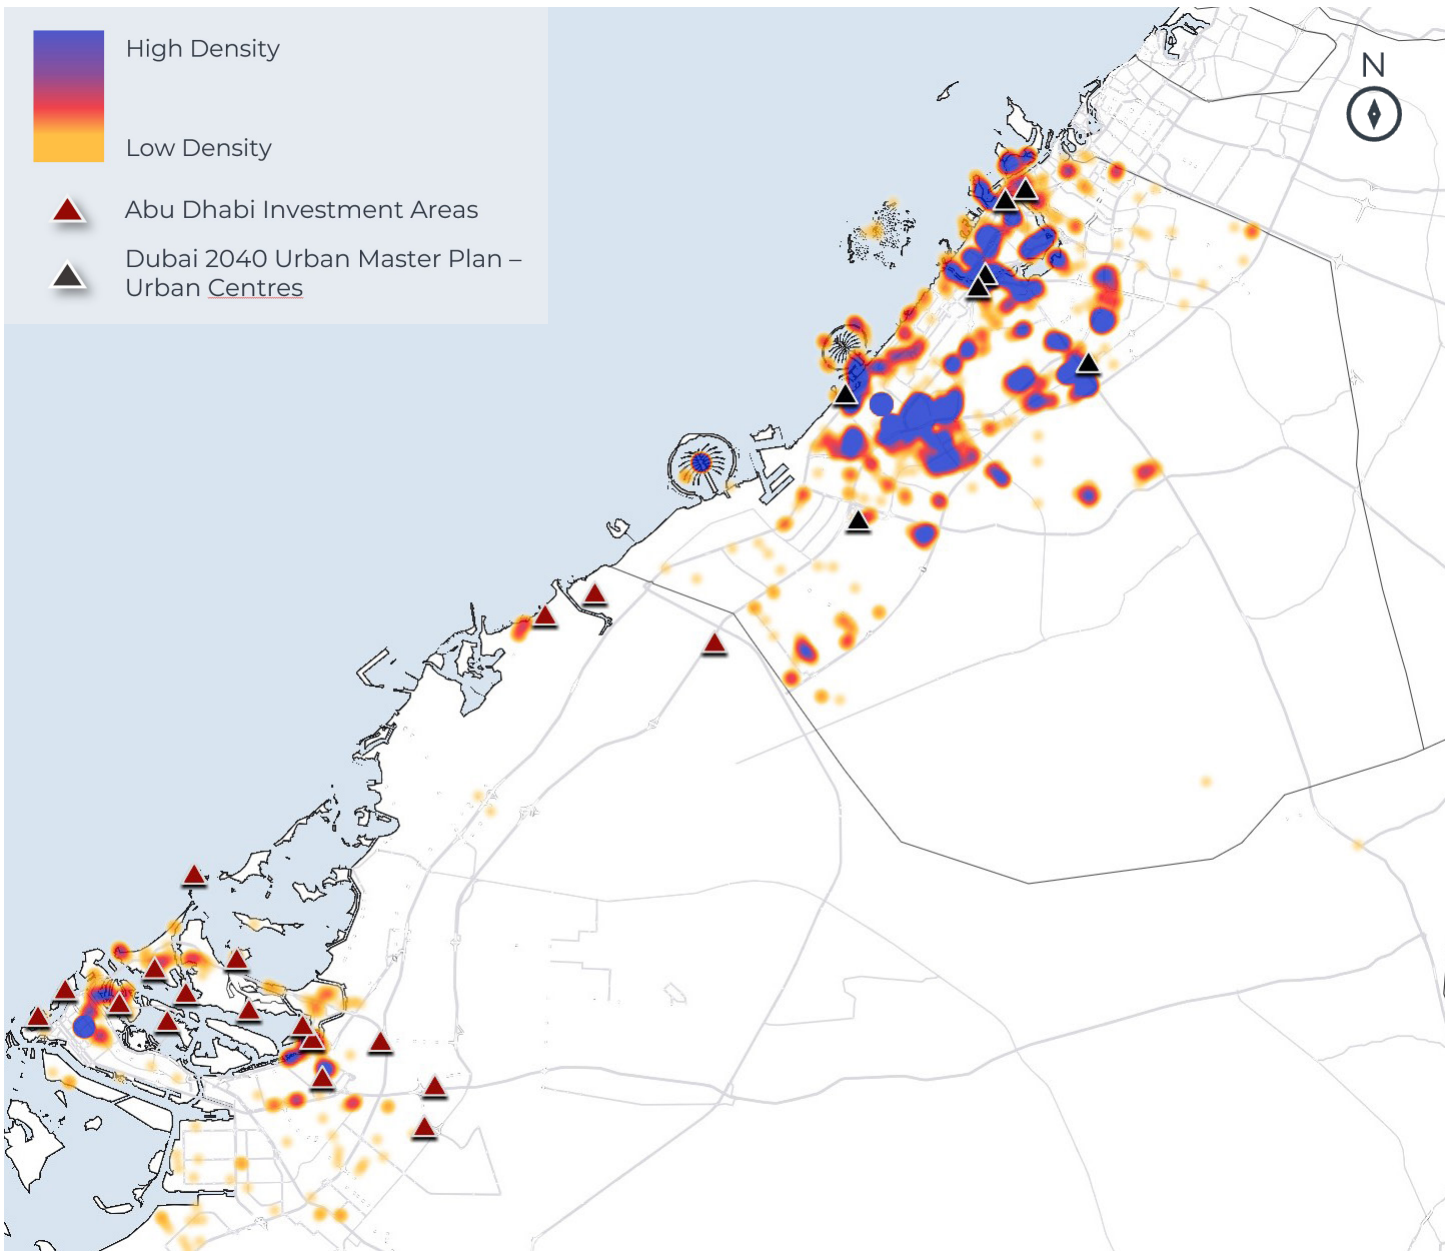 High Density
Low Density
Abu Dhabi Investment Areas
Dubai 2040 Urban Master Plan –
Urban Centres
N